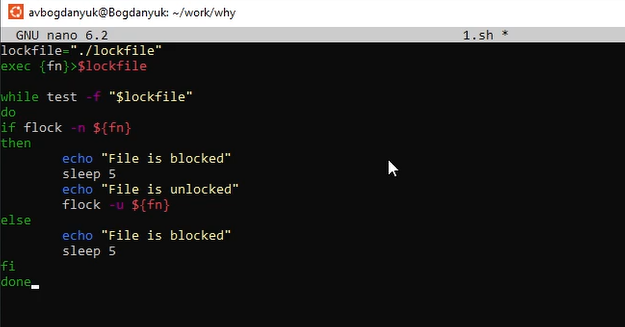 avbogdanyuk@Bogdanyuk: ~/work/why
GNU nano 6.2 1.sh *
lockfile="./lockfile"
exec {fn}>$lockfile
while test -f "$lockfile"
do
if flock -n ${fn}
then
echo "File is blocked"
sleep 5
echo "File is unlocked"
flock -u ${fn}
else
echo "File is blocked"
sleep 5
fi
done